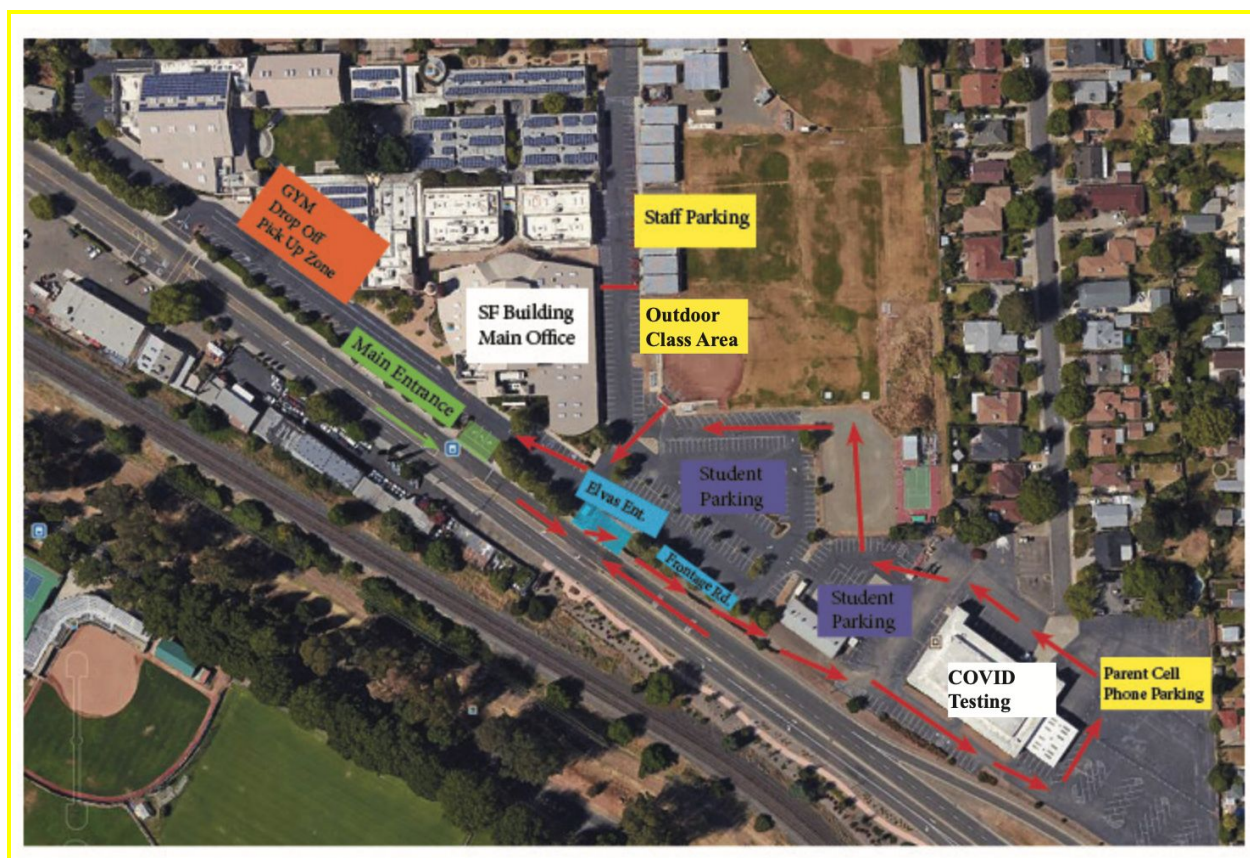 GYM
Drop Off
Pick Up Zone
Staff Parking
SF Building
Main Office
Outdoor
Class Area
Main Entrance
Student
Parking
Elvas Ent.
Frontage Rd.
Student
Parking
COVID
Testing
Parent Cell
Phone Parking